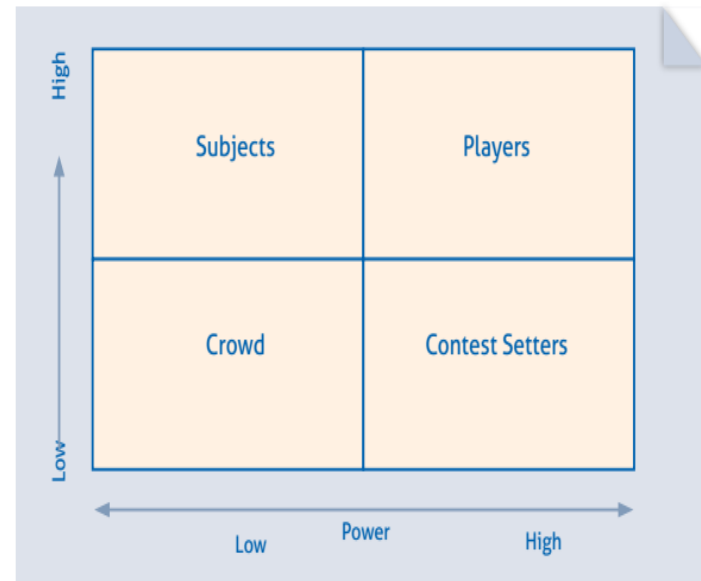 High
Subjects
Players
Crowd
Contest Setters
Low
Power
Low
High